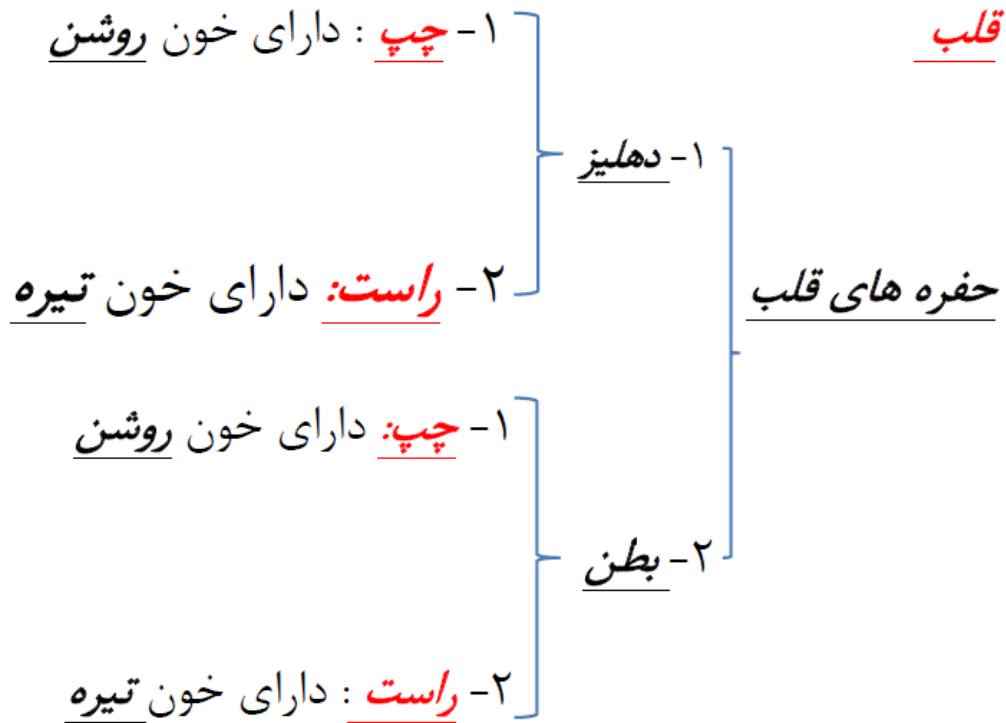 قلب
حفره های قلب
۱- دهلیز
۱- چپ : دارای خون روشن
۲- راست: دارای خون تیره
۲- بطن
۱- چپ: دارای خون روشن
۲- راست : دارای خون تیره